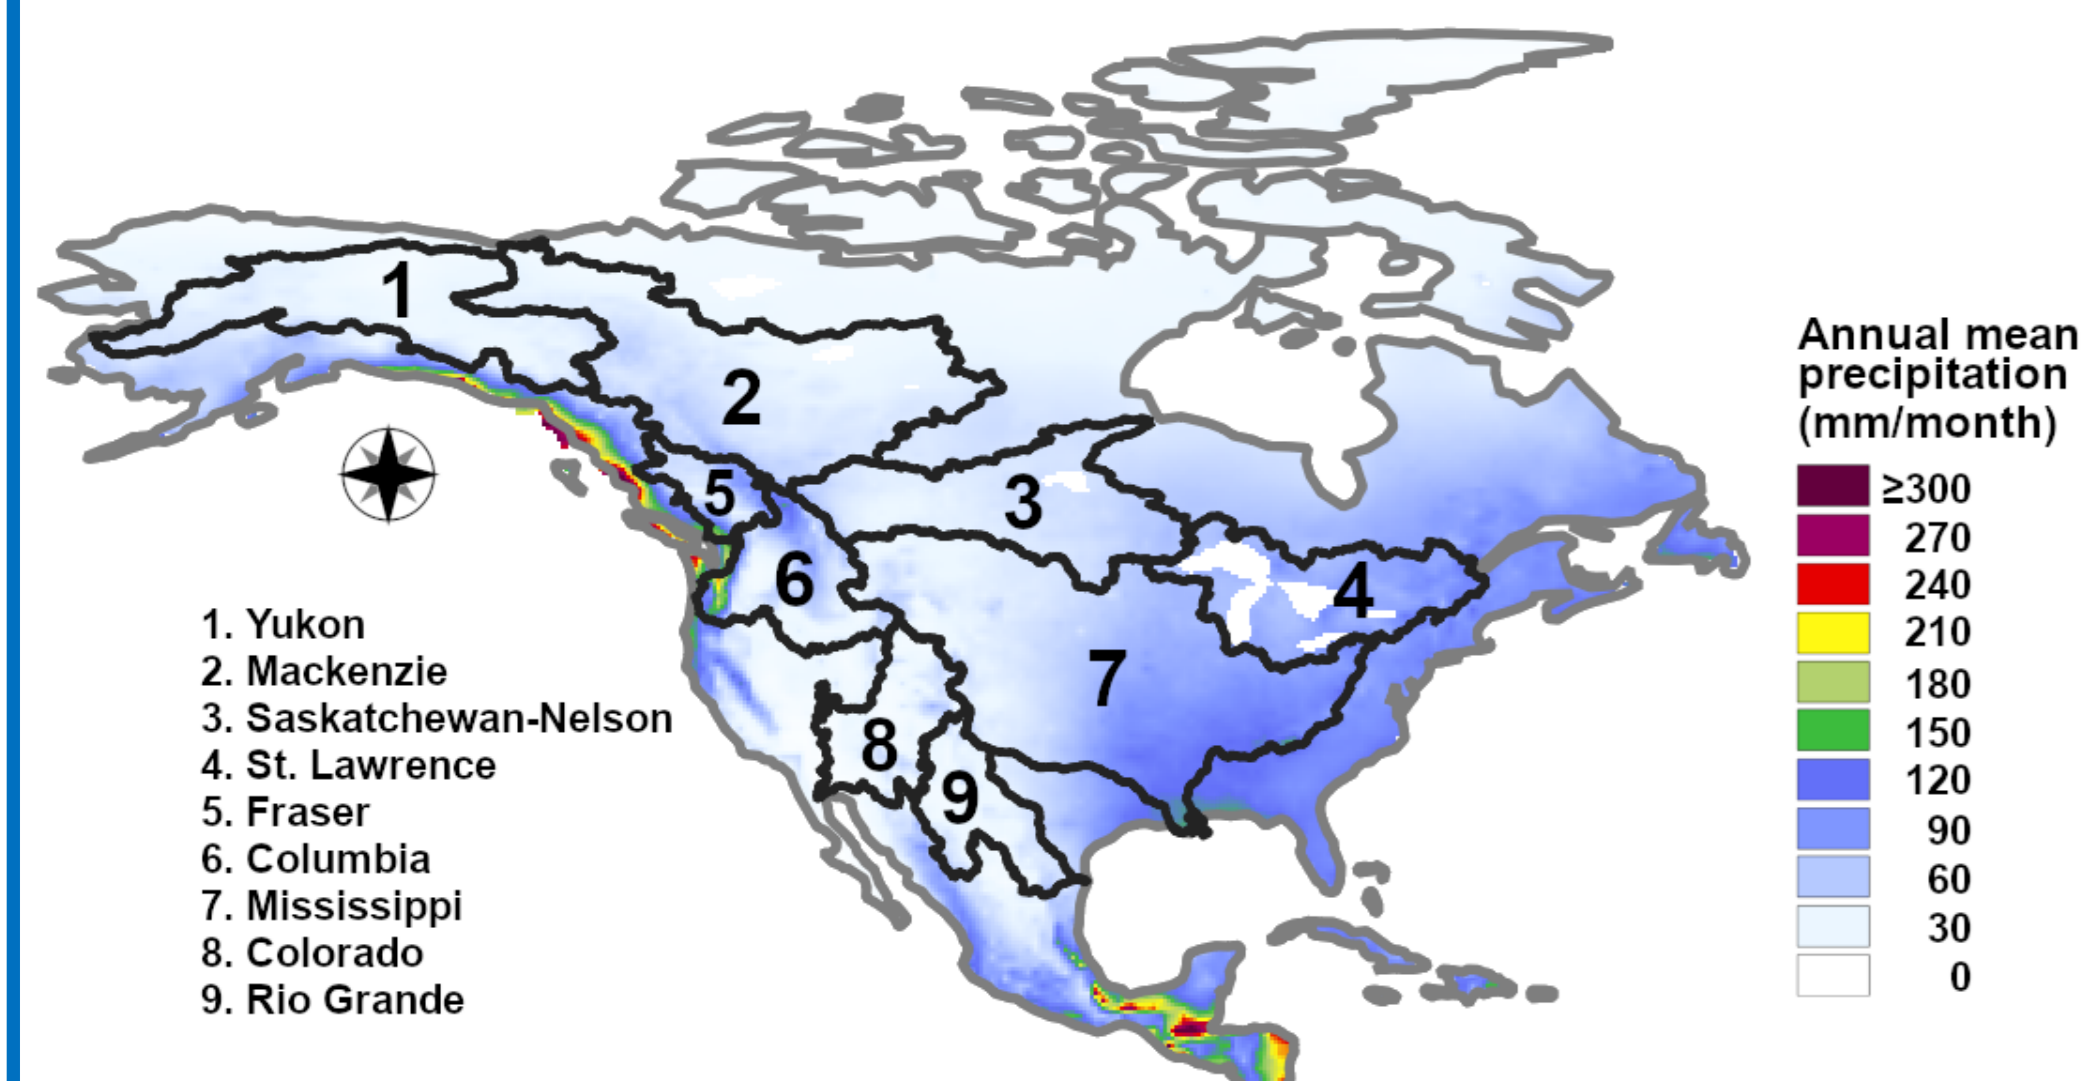 1
2
3
4
5
6
7
8
9
1. Yukon
2. Mackenzie
3. Saskatchewan-Nelson
4. St. Lawrence
5. Fraser
6. Columbia
7. Mississippi
8. Colorado
9. Rio Grande
Annual mean
precipitation
(mm/month)
≥300
270
240
210
180
150
120
90
60
30
0